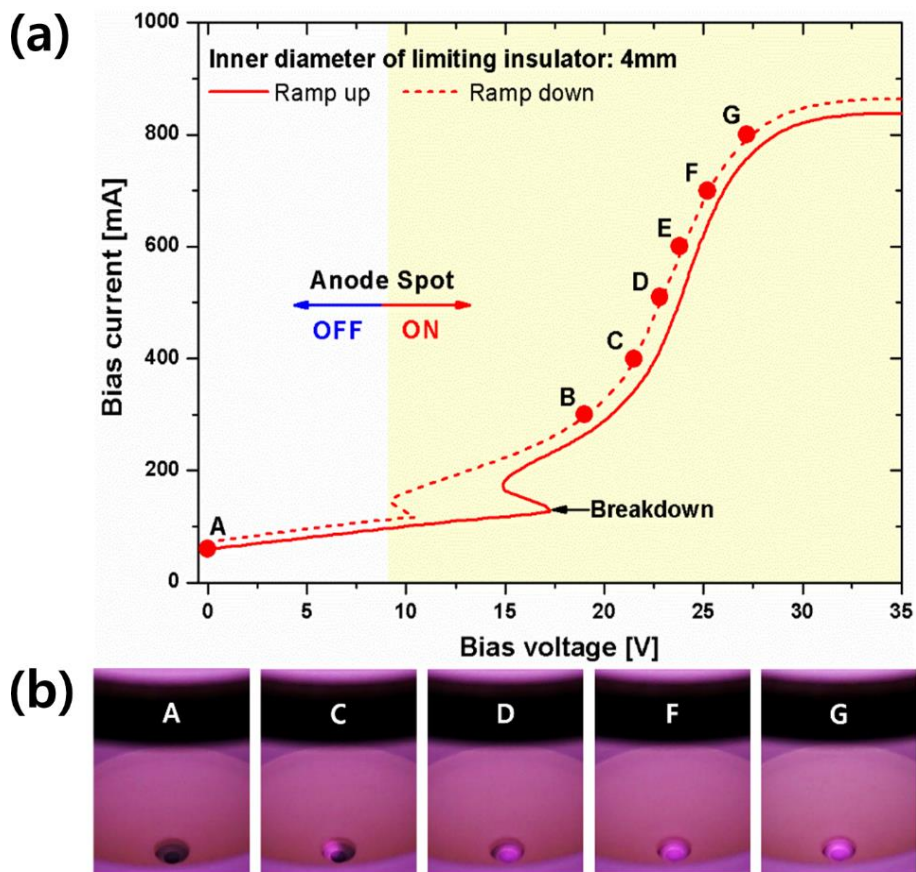 (a)
Inner diameter of limiting insulator: 4mm
Ramp up Ramp down
Anode Spot
OFF ON
A
B
C
D
E
F
G
Breakdown
Bias current [mA]
1000
800
600
400
200
0
0 5 10 15 20 25 30 35
Bias voltage [V]
(b)
A C D F G